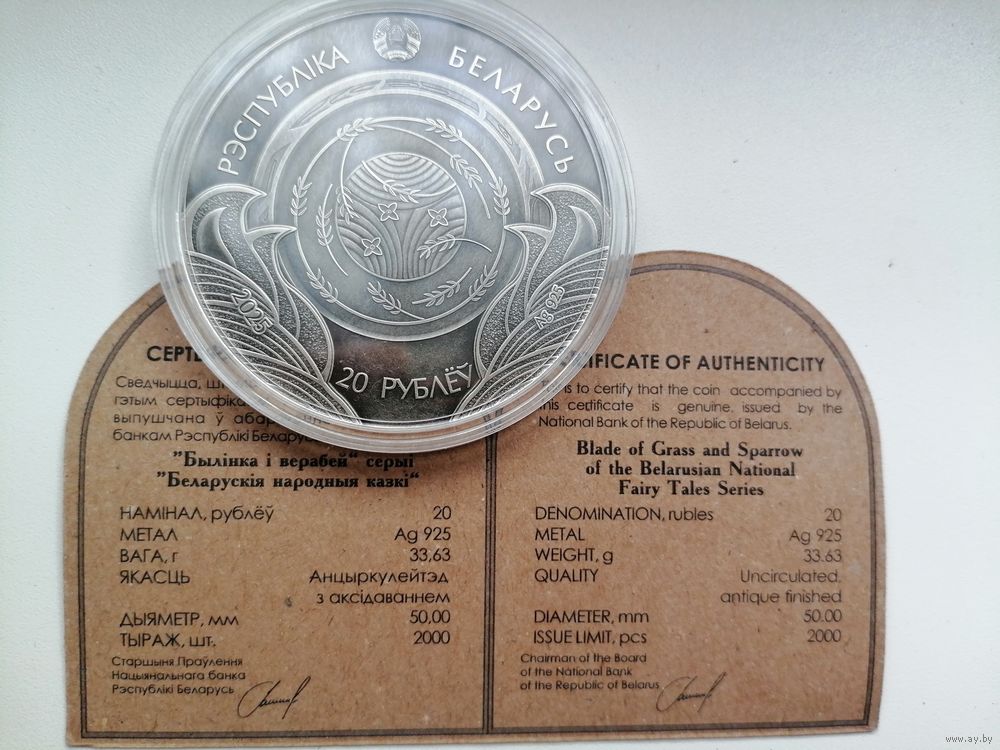 РЭСПУБЛІКА БЕЛАРУСЬ
2025
Ag 925
20 РУБЛЁЎ
Сведчыцца,
гэтым
выпушчана ў
банкам Рэспублікі
"Былінка і верабей" серыі
"Беларускія народныя казкі"
НАМІНАЛ, рублёў 20
МЕТАЛ Ag 925
ВАГА, г 33,63
ЯКАСЦЬ Анцыркулейтэд
з аксідаваннем
ДЫЯМЕТР, мм 50,00
ТЫРАЖ, шт. 2000
Старшыня Праўлення
Нацыянальнага банка
Рэспублікі Беларусь
OF AUTHENTICITY
is to certify that the coin accompanied by
this certificate is genuine, issued by the
National Bank of the Republic of Belarus.
Blade of Grass and Sparrow
of the Belarusian National
Fairy Tales Series
DENOMINATION, rubles 20
METAL Ag 925
WEIGHT, g 33.63
QUALITY Uncirculated,
antique finished
DIAMETER, mm 50.00
ISSUE LIMIT, pcs 2000
Chairman of the Board
of the National Bank
of the Republic of Belarus
www.ay.by